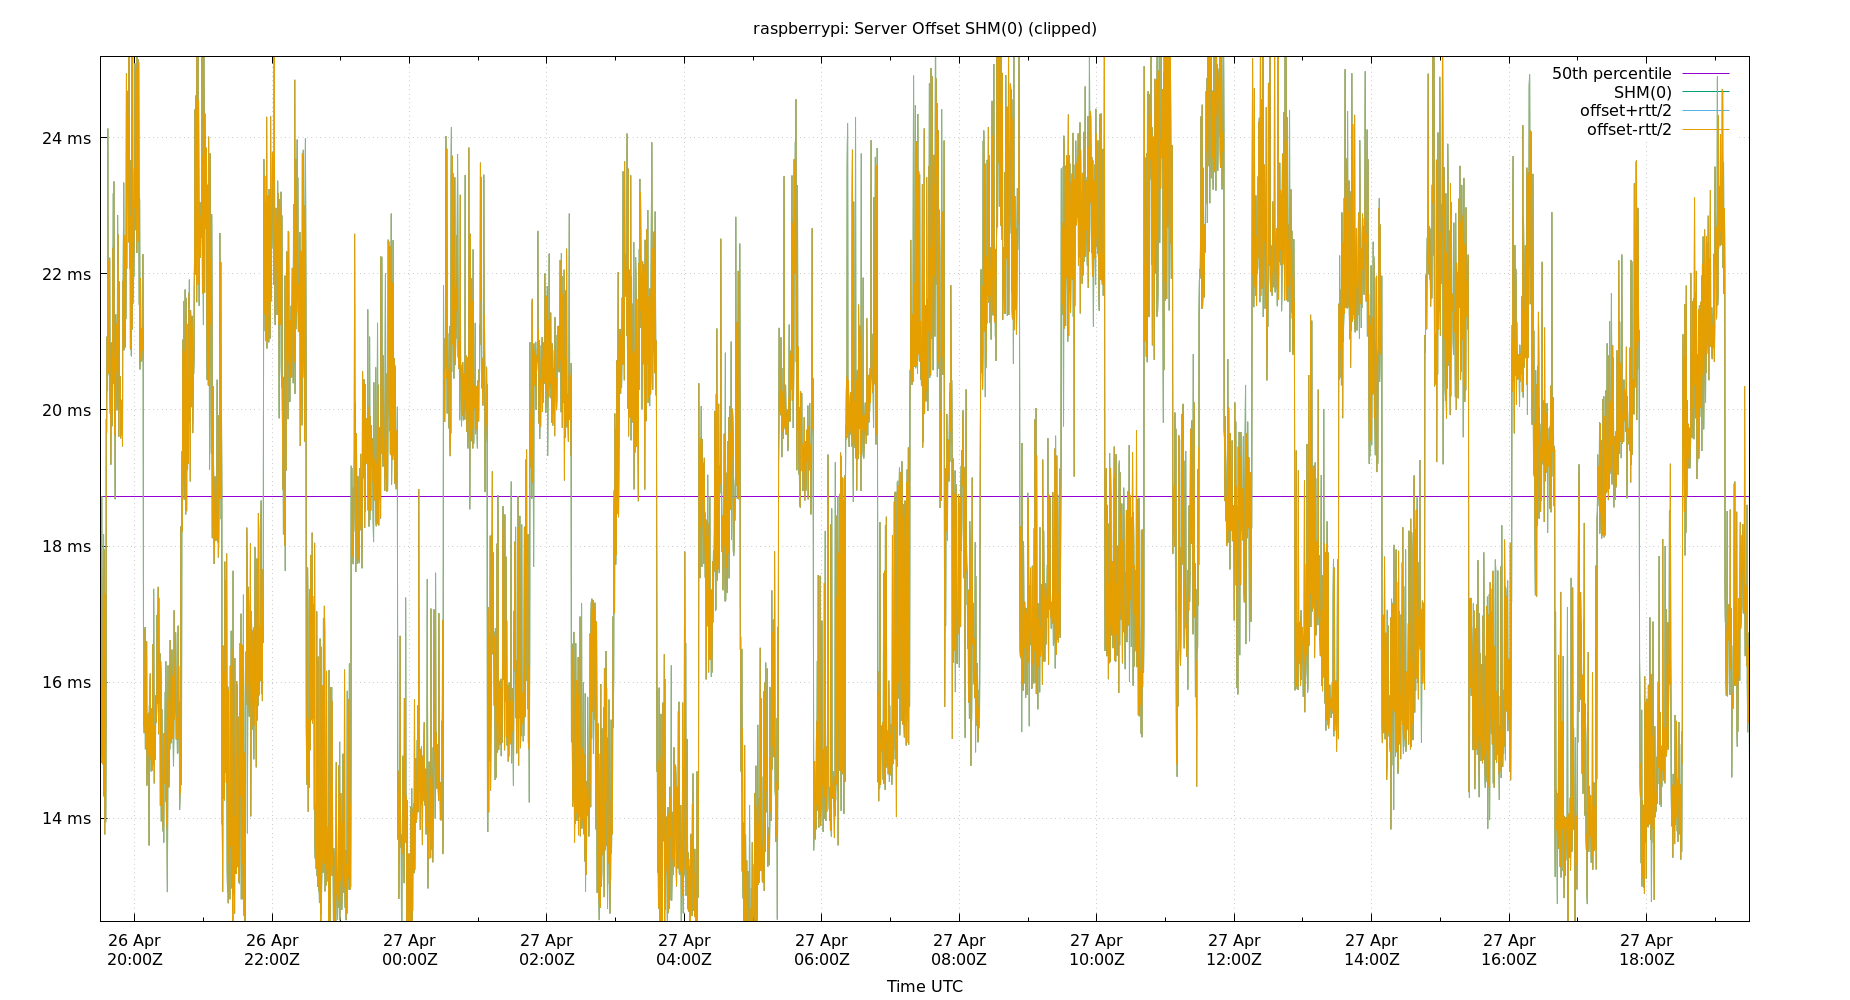 raspberrypi: Server Offset SHM(0) (clipped)
50th percentile
SHM(0)
offset+rtt/2
offset-rtt/2
24 ms
22 ms
20 ms
18 ms
16 ms
14 ms
26 Apr 26 Apr 27 Apr 27 Apr 27 Apr 27 Apr 27 Apr 27 Apr 27 Apr 27 Apr 27 Apr 27 Apr
20:00Z 22:00Z 00:00Z 02:00Z 04:00Z 06:00Z 08:00Z 10:00Z 12:00Z 14:00Z 16:00Z 18:00Z
Time UTC